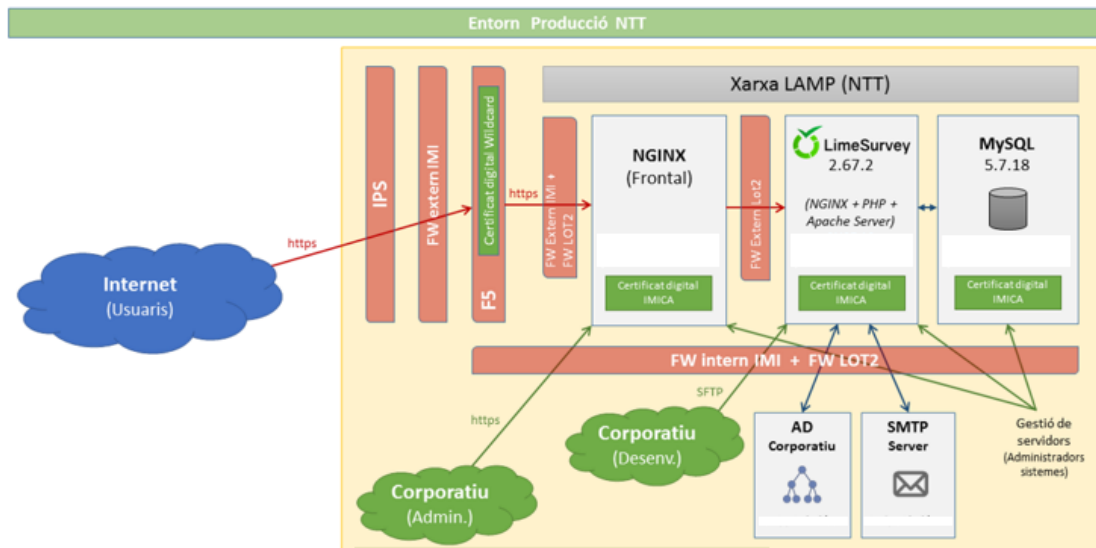 Entorn Producció NTT
Xarxa LAMP (NTT)
IPS
FW extern IMI
Certificat digital Wildcard
F5
https
https
FW Extern IMI +
FW LOT2
NGINX
(Frontal)
Certificat digital
IMICA
FW Extern Lot2
LimeSurvey
2.67.2
(NGINX + PHP +
Apache Server)
Certificat digital
IMICA
MySQL
5.7.18
Certificat digital
IMICA
Internet
(Usuaris)
FW intern IMI + FW LOT2
https
SFTP
Corporatiu
(Admin.)
Corporatiu
(Desenv.)
AD
Corporatiu
SMTP
Server
Gestió de
servidors
(Administradors
sistemes)